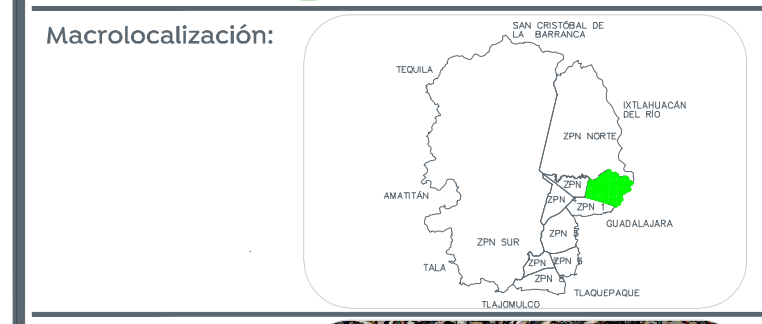 Macrolocalización:
SAN CRISTÓBAL DE
LA BARRANCA
TEQUILA
IXTLAHUACÁN
DEL RÍO
ZPN NORTE
ZPN
AMATITÁN
ZPN
ZPN 1
GUADALAJARA
ZPN
ZPN SUR
ZPN
ZPN 6
TALA
ZPN 8
TLAQUEPAQUE
TLAJOMULCO